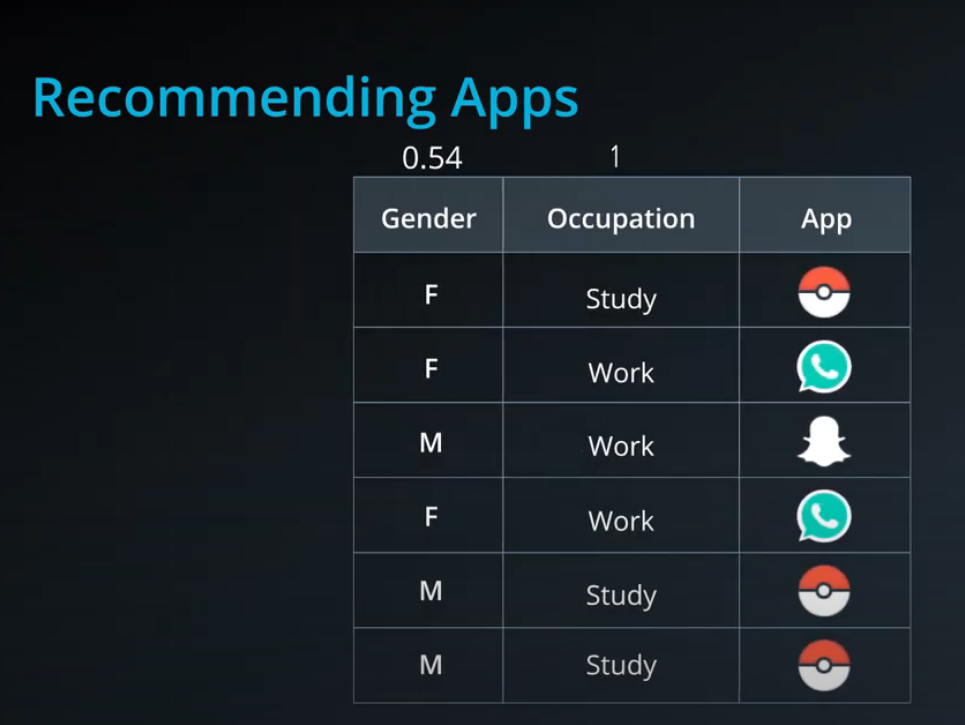 Recommending Apps
0.54 1
Gender Occupation App
F Study
F Work
M Work
F Work
M Study
M Study